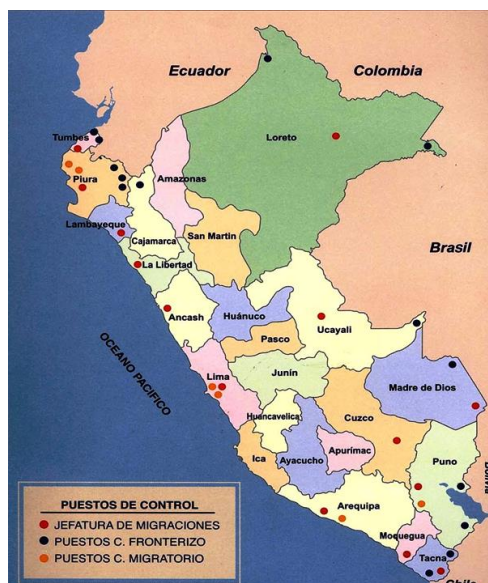 Ecuador
Colombia
Tumbes
Loreto
Piura
Amazonas
Lambayeque
Cajamarca
San Martin
Brasil
La Libertad
Ancash
Huánuco
Ucayali
Pasco
OCEANO PACIFICO
Lima
Junín
Madre de Dios
Cuzco
Huancavelica
Ica
Ayacucho
Apurímac
Puno
Arequipa
Moquegua
Tacna
PUESTOS DE CONTROL
JEFATURA DE MIGRACIONES
PUESTOS C. FRONTERIZO
PUESTOS C. MIGRATORIO